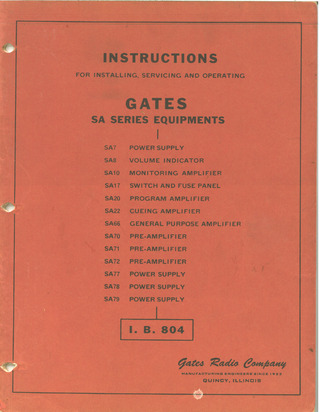 INSTRUCTIONS
FOR INSTALLING, SERVICING AND OPERATING
GATES
SA SERIES EQUIPMENTS
SA7 POWER SUPPLY
SA8 VOLUME INDICATOR
SA10 MONITORING AMPLIFIER
SA17 SWITCH AND FUSE PANEL
SA20 PROGRAM AMPLIFIER
SA22 CUEING AMPLIFIER
SA66 GENERAL PURPOSE AMPLIFIER
SA70 PRE-AMPLIFIER
SA71 PRE-AMPLIFIER
SA72 PRE-AMPLIFIER
SA77 POWER SUPPLY
SA78 POWER SUPPLY
SA79 POWER SUPPLY
I. B. 804
Gates Radio Company
MANUFACTURING ENGINEERS SINCE 1922
QUINCY, ILLINOIS